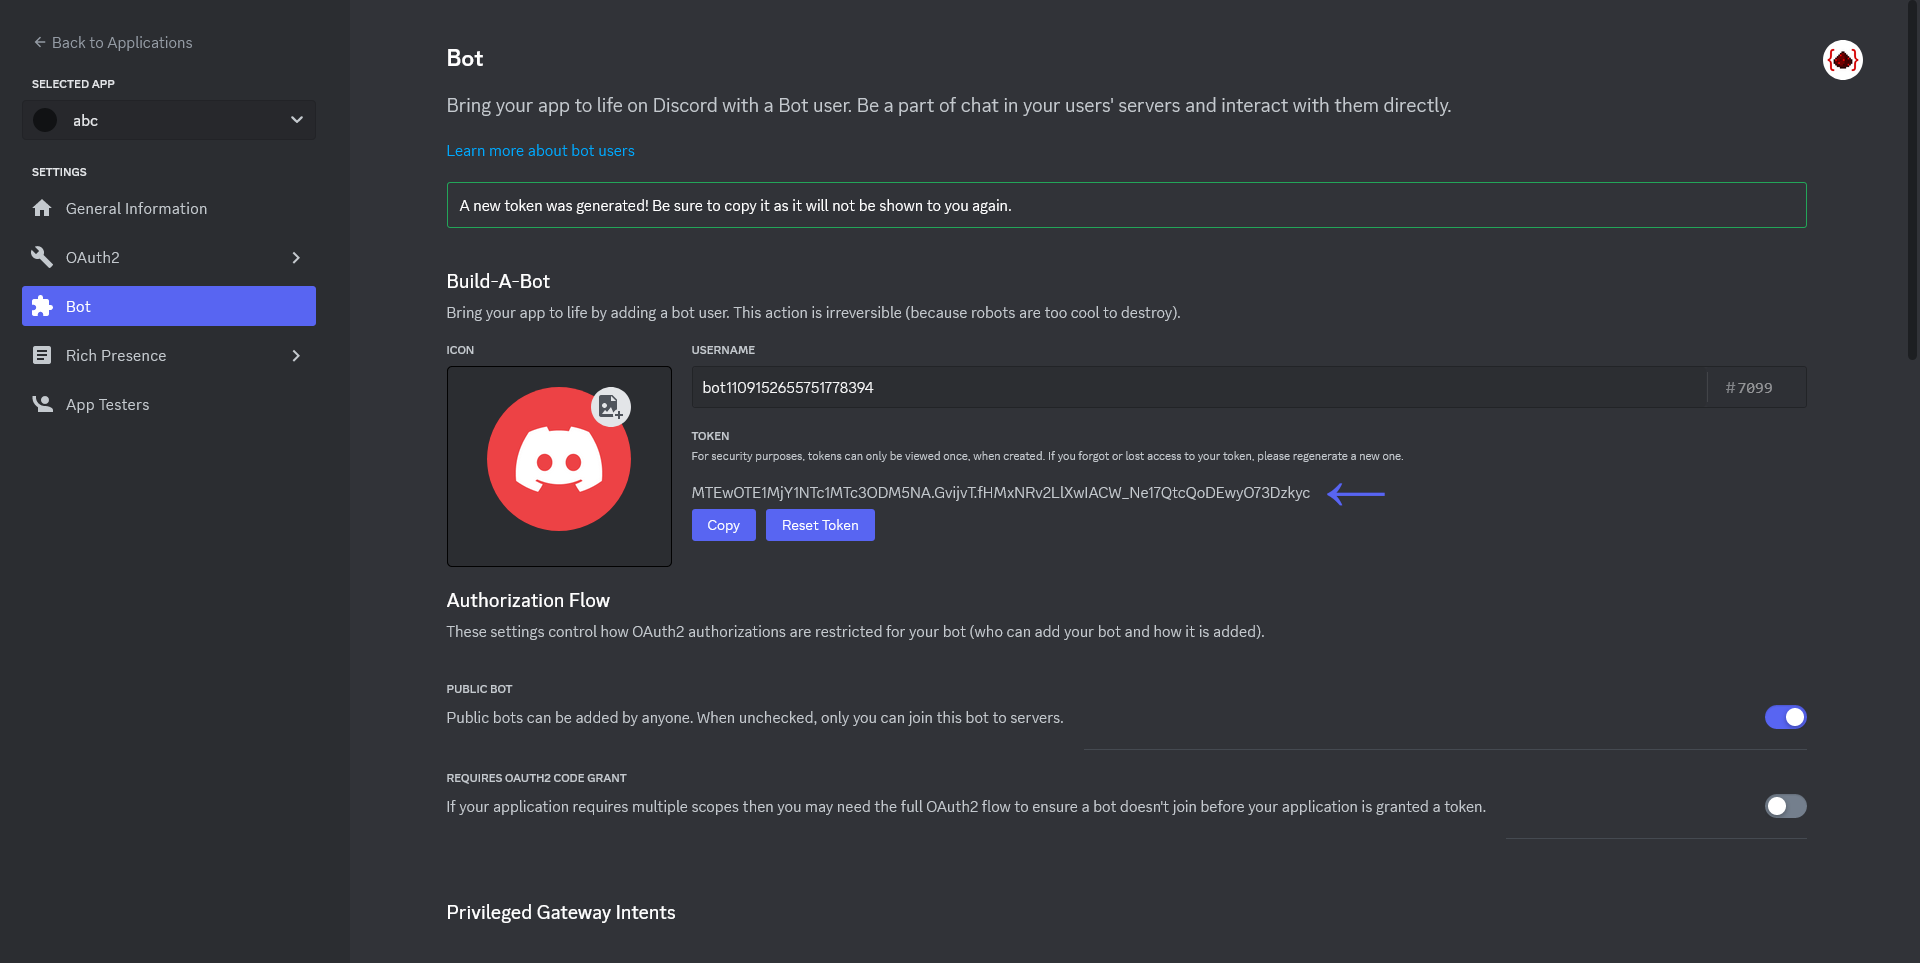 Back to Applications
SELECTED APP
abc
SETTINGS
General Information
OAuth2
Bot
Rich Presence
App Testers
Bot
Bring your app to life on Discord with a Bot user. Be a part of chat in your users' servers and interact with them directly.
Learn more about bot users
A new token was generated! Be sure to copy it as it will not be shown to you again.
Build-A-Bot
Bring your app to life by adding a bot user. This action is irreversible (because robots are too cool to destroy).
ICON
USERNAME
bot1109152655751778394
#7099
TOKEN
For security purposes, tokens can only be viewed once, when created. If you forgot or lost access to your token, please regenerate a new one.
MTEwOTE1MjY1NTc1MTc3ODM5NA.GvijvT.fHMxNRv2LlXwIACW_Ne17QtcQoDEwyO73Dzkyc
Copy
Reset Token
Authorization Flow
These settings control how OAuth2 authorizations are restricted for your bot (who can add your bot and how it is added).
PUBLIC BOT
Public bots can be added by anyone. When unchecked, only you can join this bot to servers.
REQUIRES OAUTH2 CODE GRANT
If your application requires multiple scopes then you may need the full OAuth2 flow to ensure a bot doesn't join before your application is granted a token.
Privileged Gateway Intents